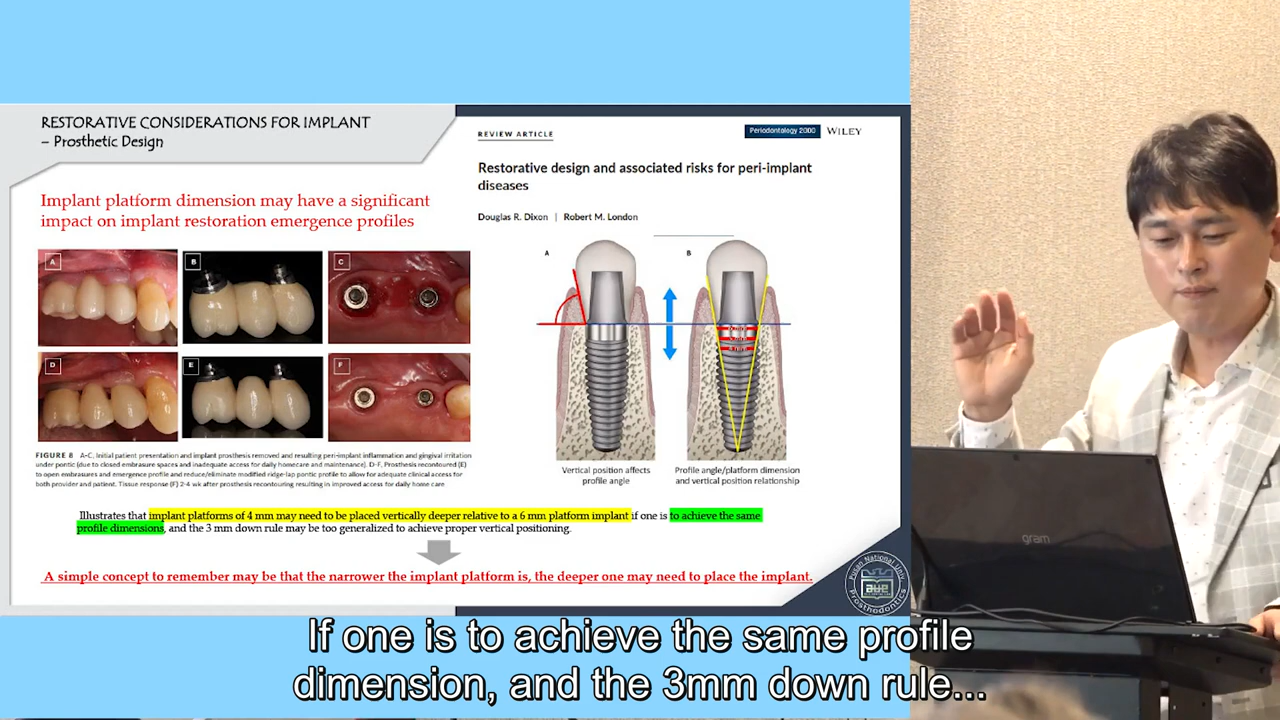 RESTORATIVE CONSIDERATIONS FOR IMPLANT
– Prosthetic Design
Implant platform dimension may have a significant
impact on implant restoration emergence profiles
A
B
C
D
E
F
FIGURE 8 A-C, Initial patient presentation and implant prosthesis removed and resulting peri-implant inflammation and gingival irritation
under pontic (due to closed embrasure spaces and inadequate access for daily homecare and maintenance). D-F, Prosthesis recontoured (E)
to open embrasures and emergence profile and reduce/eliminate modified ridge-lap pontic profile to allow for adequate clinical access for
both provider and patient. Tissue response (F) 2-4 wk after prosthesis recontouring resulting in improved access for daily home care
REVIEW ARTICLE
Periodontology 2000
WILEY
Restorative design and associated risks for peri-implant
diseases
Douglas R. Dixon | Robert M. London
A
B
Vertical position affects
profile angle
Profile angle/platform dimension
and vertical position relationship
Illustrates that implant platforms of 4 mm may need to be placed vertically deeper relative to a 6 mm platform implant if one is to achieve the same
profile dimensions, and the 3 mm down rule may be too generalized to achieve proper vertical positioning.
A simple concept to remember may be that the narrower the implant platform is, the deeper one may need to place the implant.
Pusan National Univ.
Prosthodontics
gram
If one is to achieve the same profile
dimension, and the 3mm down rule...